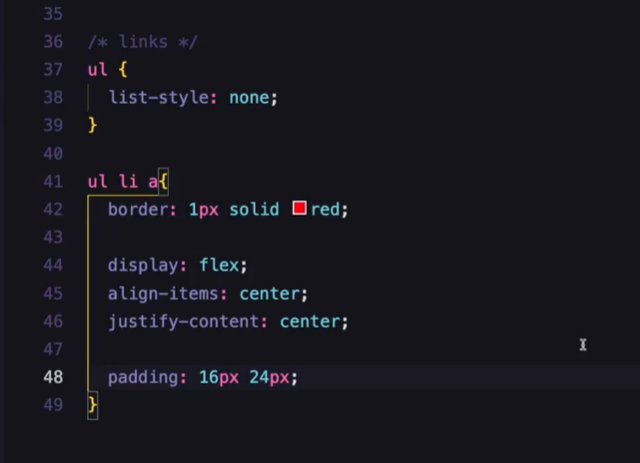 35
36 /* links */
37 ul {
38 list-style: none;
39 }
40
41 ul li a{
42 border: 1px solid red;
43
44 display: flex;
45 align-items: center;
46 justify-content: center;
47
48 padding: 16px 24px;
49 }